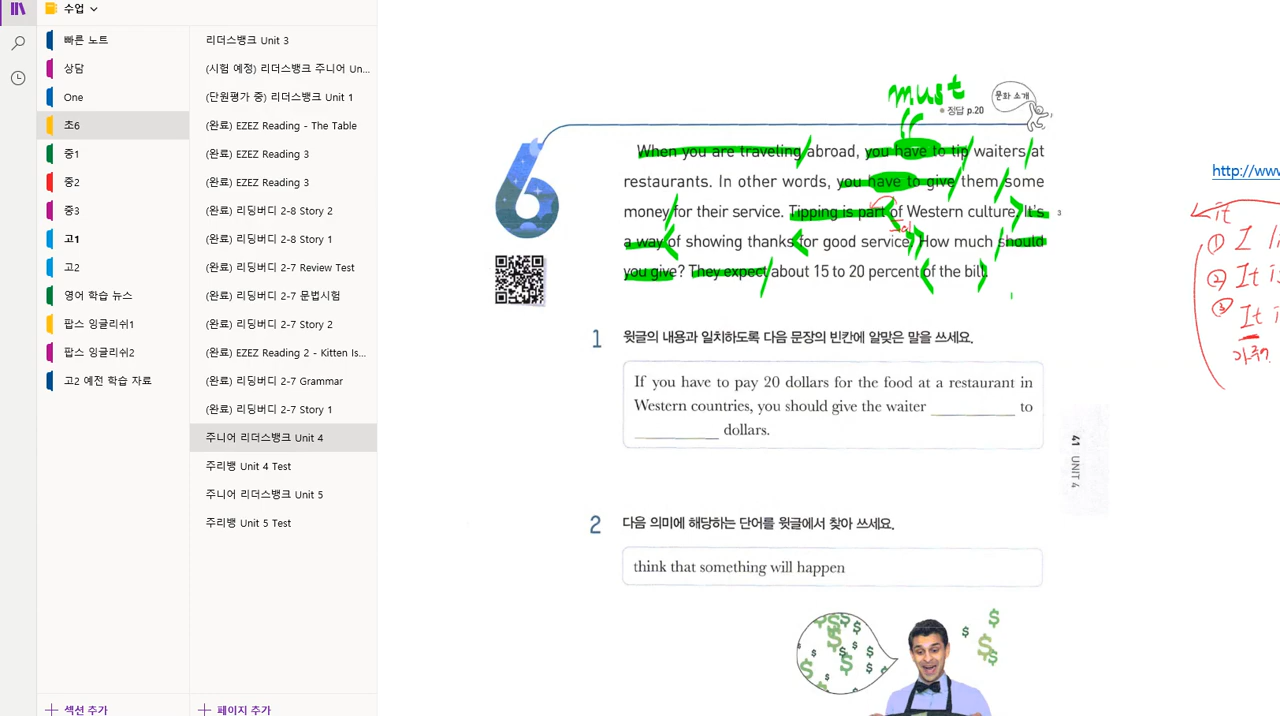 수업
빠른 노트
상담
One
초6
중1
중2
중3
고1
고2
영어 학습 뉴스
팝스 잉글리쉬1
팝스 잉글리쉬2
고2 예전 학습 자료
섹션 추가
리더스뱅크 Unit 3
(시험 예정) 리더스뱅크 주니어 Un...
(단원평가 중) 리더스뱅크 Unit 1
(완료) EZEZ Reading - The Table
(완료) EZEZ Reading 3
(완료) EZEZ Reading 3
(완료) 리딩버디 2-8 Story 2
(완료) 리딩버디 2-8 Story 1
(완료) 리딩버디 2-7 Review Test
(완료) 리딩버디 2-7 문법시험
(완료) 리딩버디 2-7 Story 2
(완료) EZEZ Reading 2 - Kitten Is...
(완료) 리딩버디 2-7 Grammar
(완료) 리딩버디 2-7 Story 1
주니어 리더스뱅크 Unit 4
주리뱅 Unit 4 Test
주니어 리더스뱅크 Unit 5
주리뱅 Unit 5 Test
페이지 추가
must
문화 소개
정답 p.20
6
When you are traveling abroad, you have to tip waiters at
restaurants. In other words, you have to give them some
money for their service. Tipping is part of Western culture. It's
3
a way of showing thanks for good service. How much should
you give? They expect about 15 to 20 percent of the bill.
1 윗글의 내용과 일치하도록 다음 문장의 빈칸에 알맞은 말을 쓰세요.
If you have to pay 20 dollars for the food at a restaurant in
Western countries, you should give the waiter __________ to
__________ dollars.
2 다음 의미에 해당하는 단어를 윗글에서 찾아 쓰세요.
think that something will happen
41 UNIT 4
http://www
it
① I li
② It is
③ It i